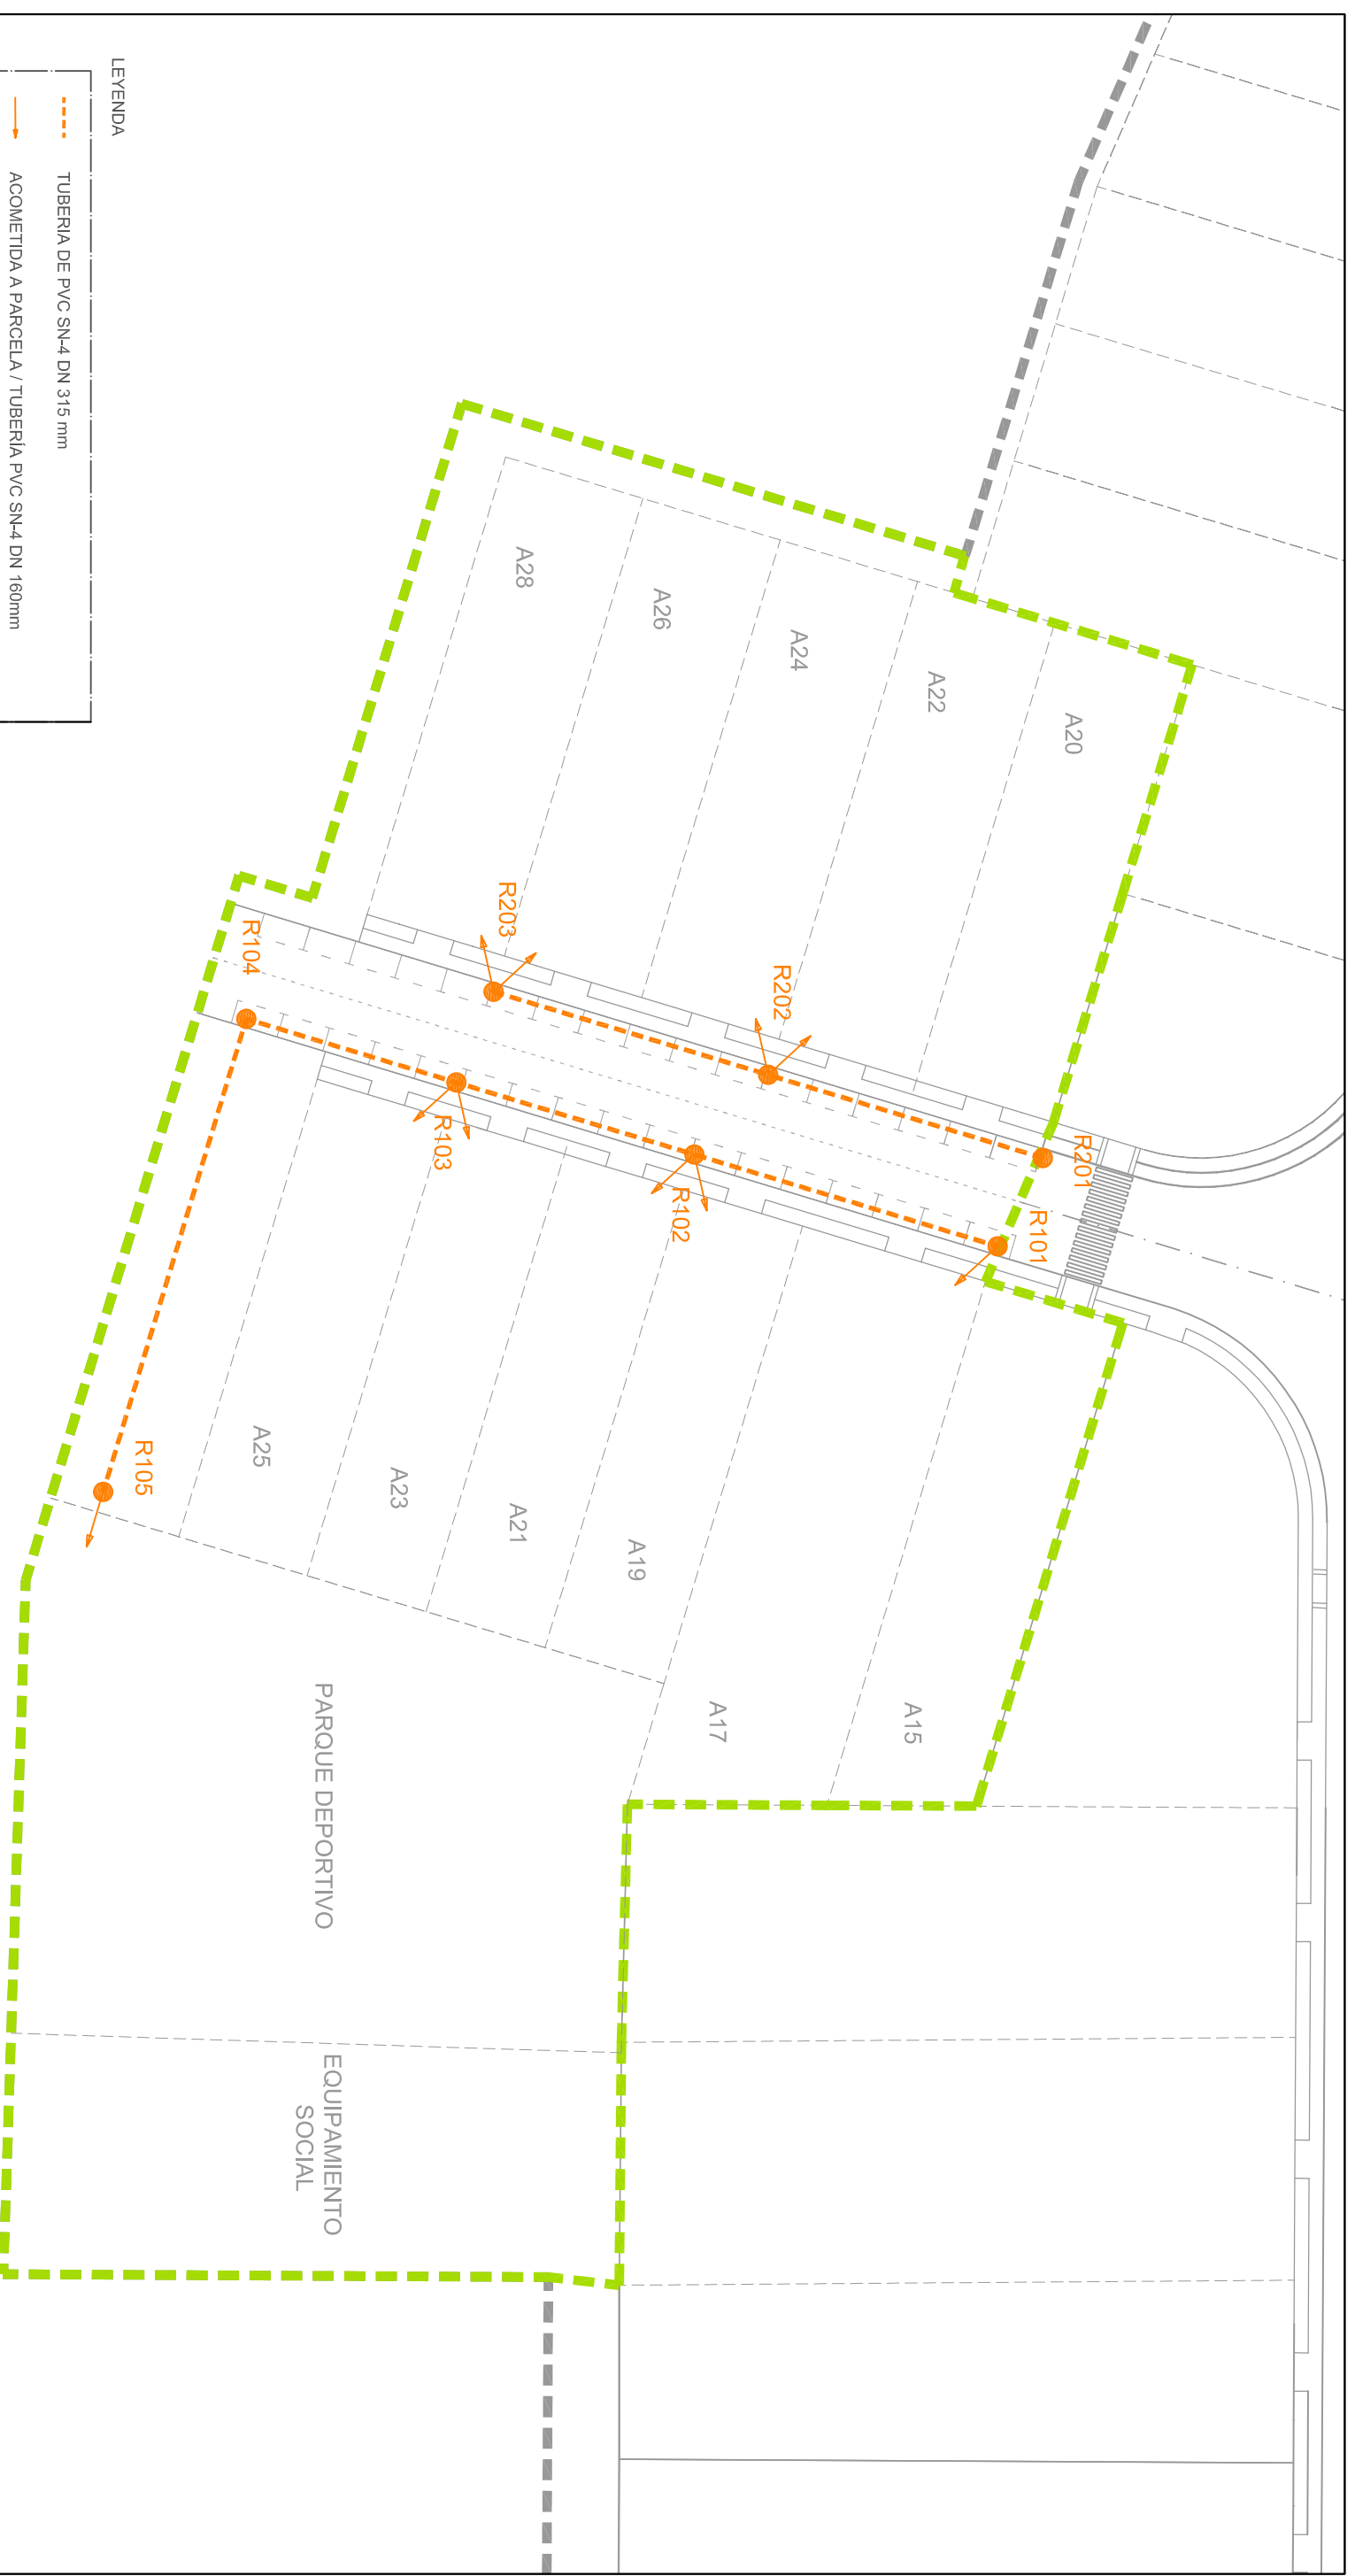 A20
A22
A24
A26
A28
R201
R202
R203
R101
R102
R103
R104
R105
A15
A17
A19
A21
A23
A25
PARQUE DEPORTIVO
EQUIPAMIENTO
SOCIAL
LEYENDA
TUBERIA DE PVC SN-4 DN 315 mm
ACOMETIDA A PARCELA / TUBERÍA PVC SN-4 DN 160mm